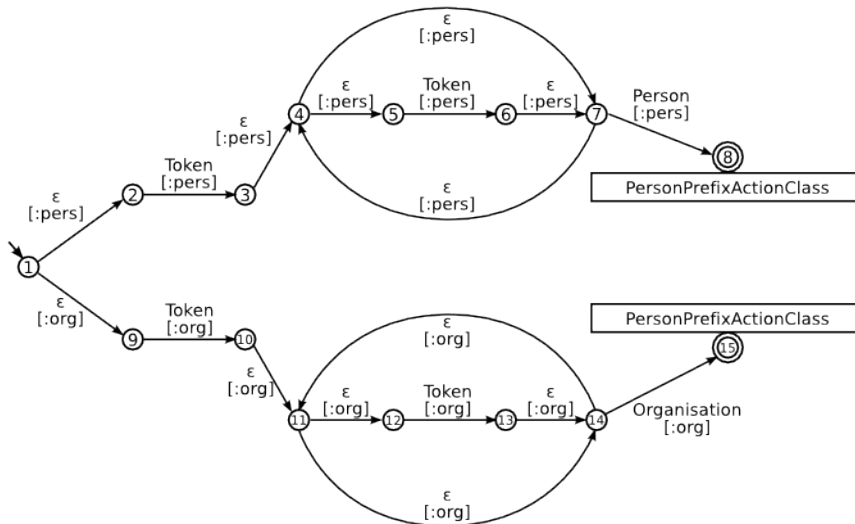 ε
[:pers]
ε
[:pers]
Token
[:pers]
ε
[:pers]
Person
[:pers]
ε
[:pers]
4
5
6
7
8
PersonPrefixActionClass
Token
[:pers]
2
3
ε
[:pers]
ε
[:pers]
1
ε
[:org]
Token
[:org]
9
10
ε
[:org]
PersonPrefixActionClass
15
ε
[:org]
ε
[:org]
Token
[:org]
ε
[:org]
11
12
13
14
Organisation
[:org]
ε
[:org]